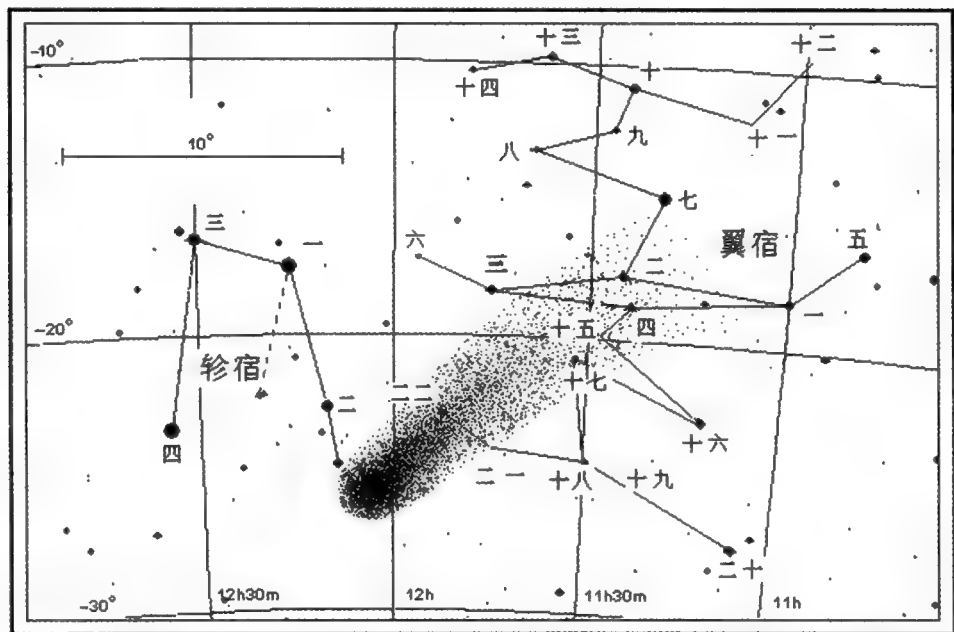 十三
十二
-10°
十
十四
十一
10°
九
八
七
三
一
六
翼宿
五
三
二
一
-20°
十五
四
轸宿
十七
二
二二
十六
四
二一
十八
十九
二十
-30°
12h30m
12h
11h30m
11h